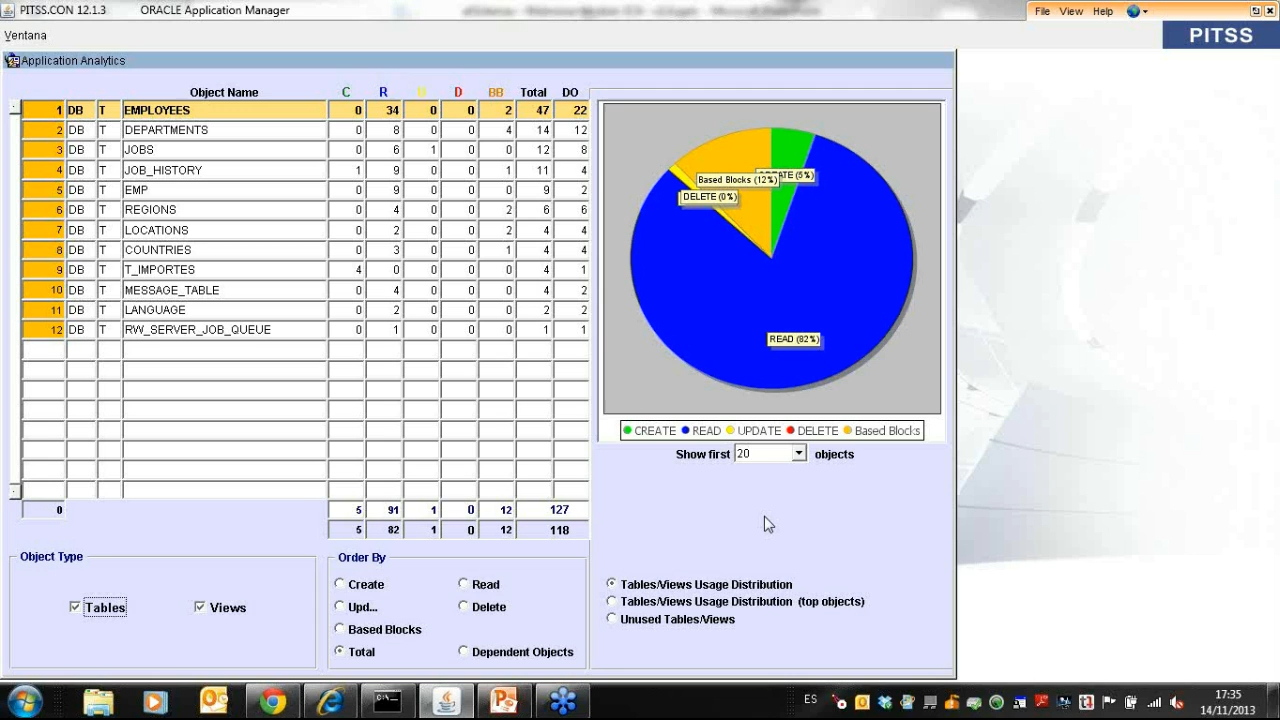 PITSS.CON 12.1.3 ORACLE Application Manager
File View Help
Ventana
PITSS
Application Analytics
Object Name C R U D BB Total DO
1 DB T EMPLOYEES 0 34 0 0 2 47 22
2 DB T DEPARTMENTS 0 8 0 0 4 14 12
3 DB T JOBS 0 6 1 0 0 12 8
4 DB T JOB_HISTORY 1 9 0 0 1 11 4
5 DB T EMP 0 9 0 0 0 9 2
6 DB T REGIONS 0 4 0 0 2 6 6
7 DB T LOCATIONS 0 2 0 0 2 4 4
8 DB T COUNTRIES 0 3 0 0 1 4 4
9 DB T T_IMPORTES 4 0 0 0 0 4 1
10 DB T MESSAGE_TABLE 0 4 0 0 0 4 2
11 DB T LANGUAGE 0 2 0 0 0 2 2
12 DB T RW_SERVER_JOB_QUEUE 0 1 0 0 0 1 1
0 5 91 1 0 12 127
5 82 1 0 12 118
Based Blocks (12%)
ATE (5%)
DELETE (0%)
READ (82%)
CREATE READ UPDATE DELETE Based Blocks
Show first 20 objects
Object Type
Tables Views
Order By
Create Read
Upd... Delete
Based Blocks
Total Dependent Objects
Tables/Views Usage Distribution
Tables/Views Usage Distribution (top objects)
Unused Tables/Views
ES
17:35
14/11/2013